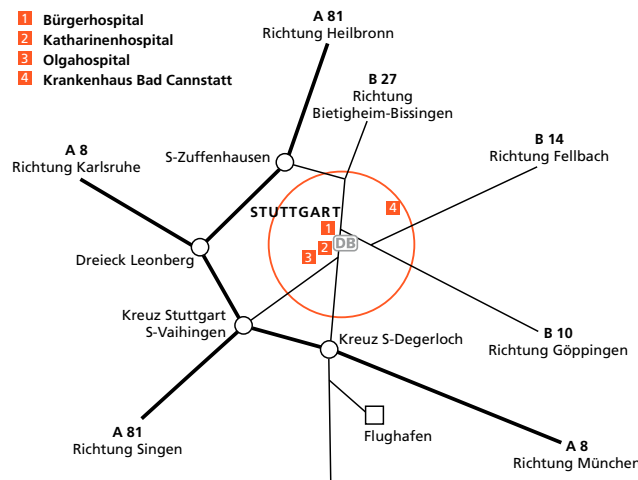 1 Bürgerhospital
2 Katharinenhospital
3 Olgahospital
4 Krankenhaus Bad Cannstatt
A 81
Richtung Heilbronn
B 27
Richtung
Bietigheim-Bissingen
A 8
Richtung Karlsruhe
S-Zuffenhausen
B 14
Richtung Fellbach
STUTTGART
4
1
2
DB
3
Dreieck Leonberg
Kreuz Stuttgart
S-Vaihingen
Kreuz S-Degerloch
B 10
Richtung Göppingen
A 81
Richtung Singen
Flughafen
A 8
Richtung München